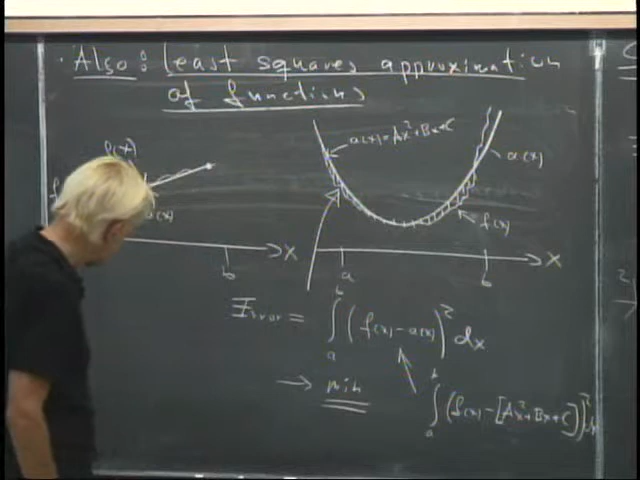 Also: least squares approximation
of functions
f(x)
a(x) = Ax²+Bx+C
a(x)
f(x)
b
x
a
b
x
Error = ∫ₐᵇ (f(x) - a(x))² dx
→ min
∫ₐᵇ (f(x) - [Ax²+Bx+C])² dx